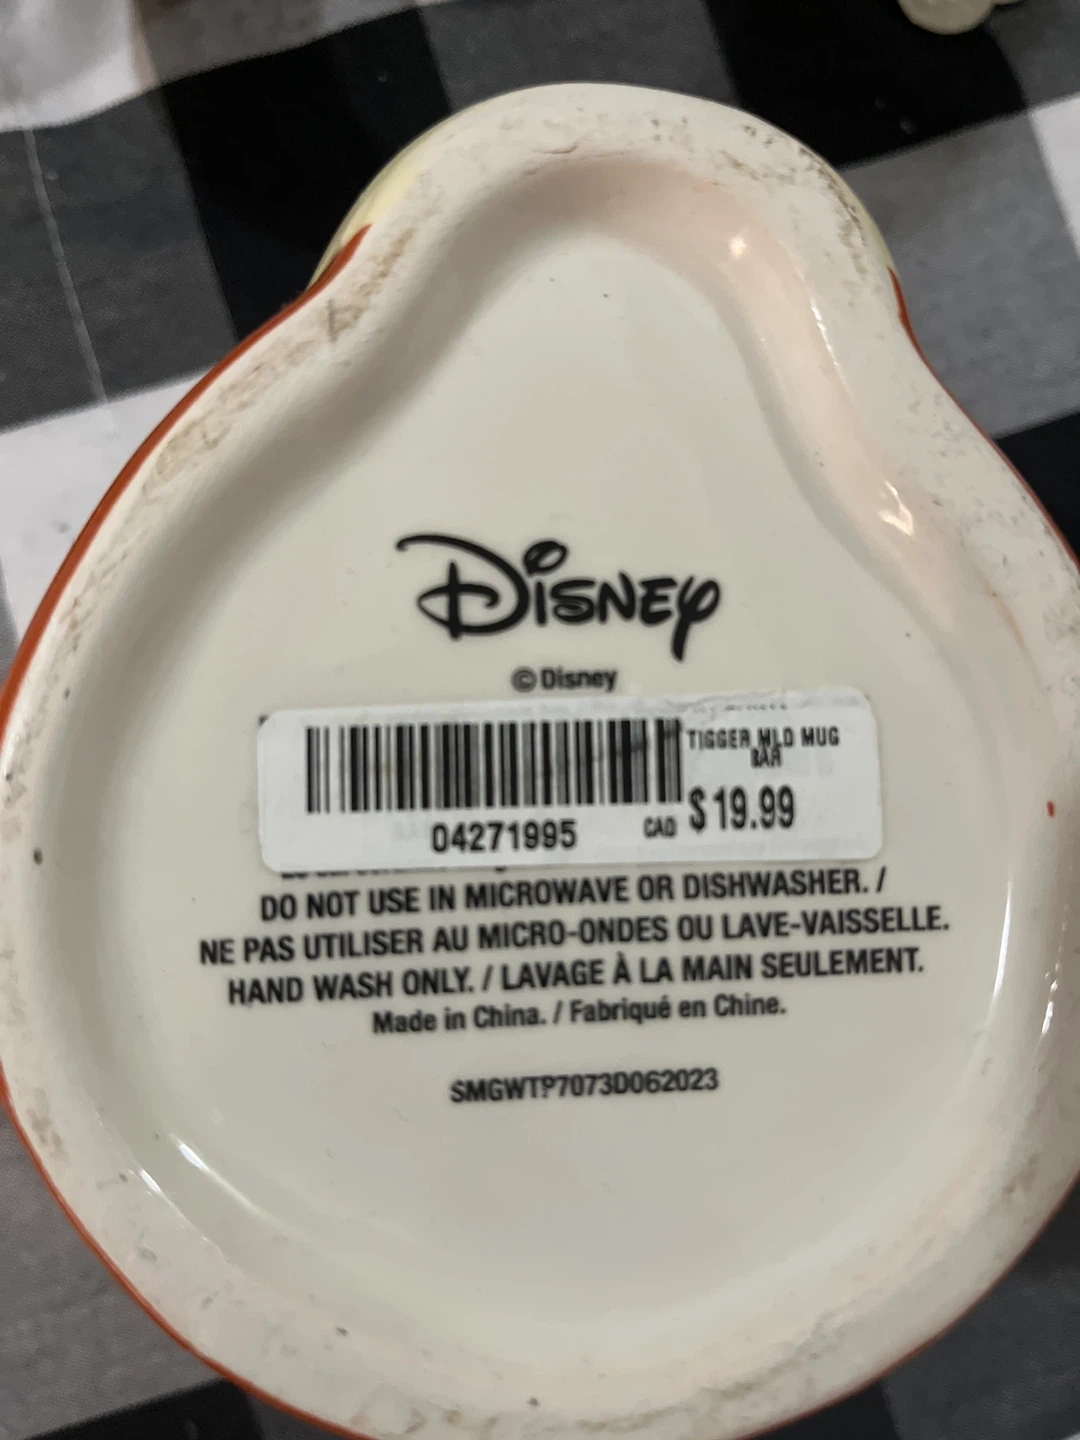 Disney
© Disney
TIGGER MLD MUG
BAR
04271995
CAD $19.99
DO NOT USE IN MICROWAVE OR DISHWASHER. /
NE PAS UTILISER AU MICRO-ONDES OU LAVE-VAISSELLE.
HAND WASH ONLY. / LAVAGE À LA MAIN SEULEMENT.
Made in China. / Fabriqué en Chine.
SMGWTP7073D062023